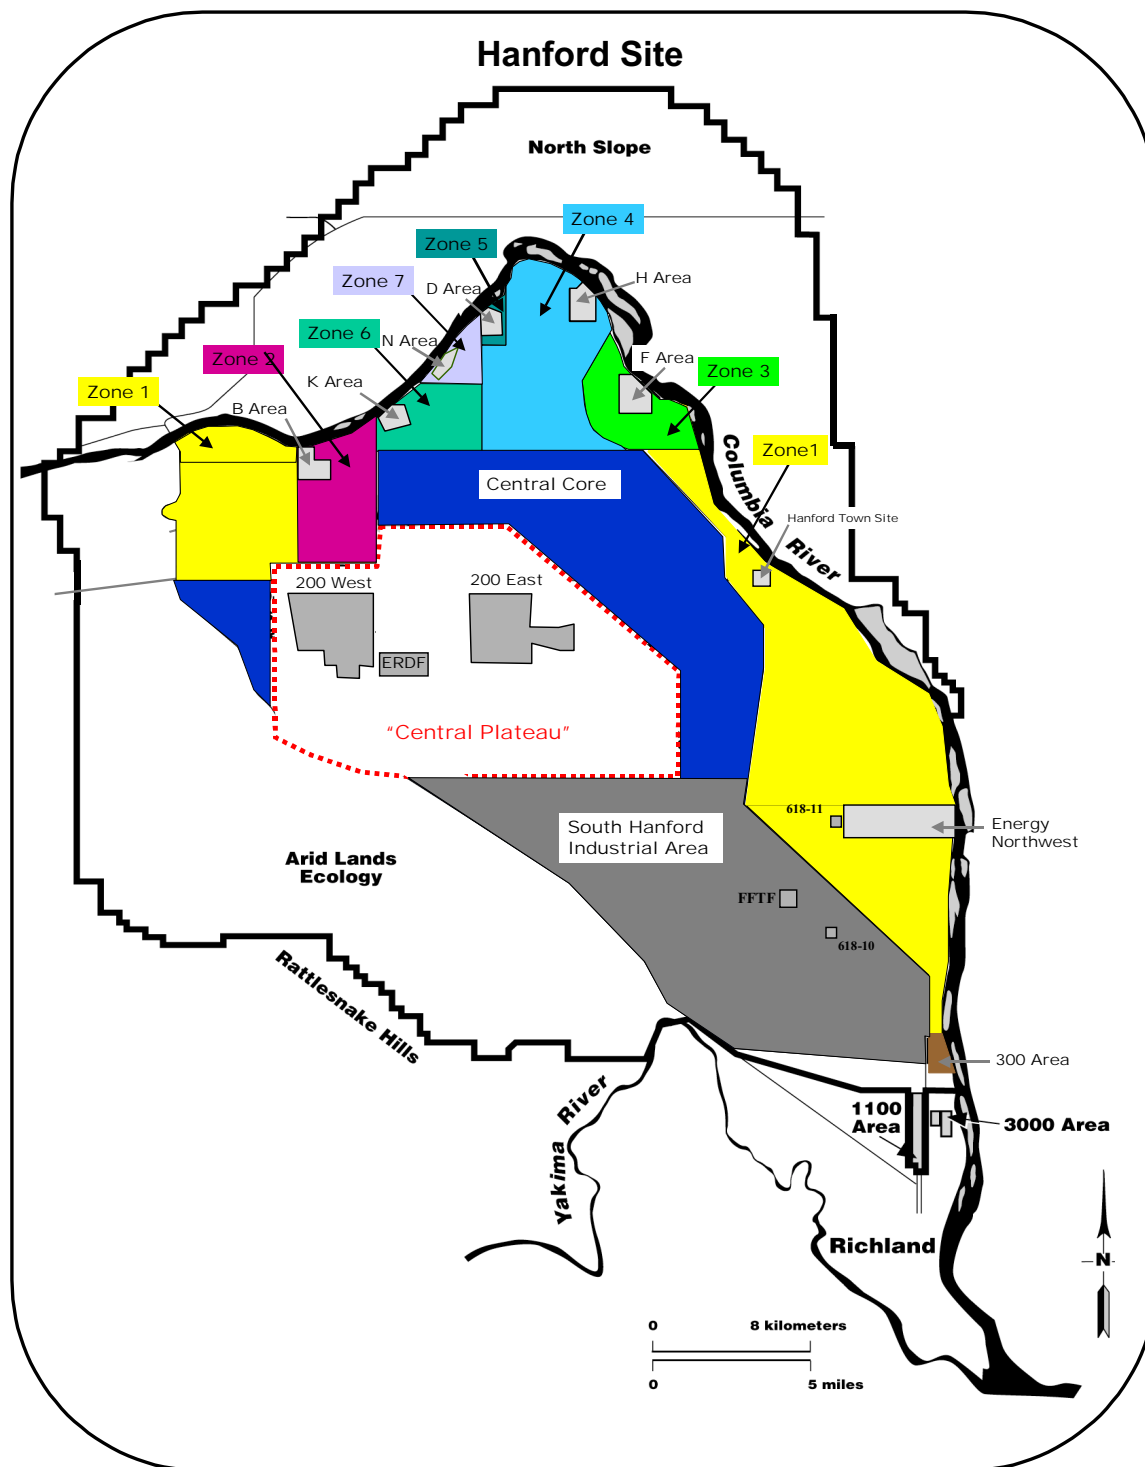 Hanford Site
North Slope
Zone 4
Zone 5
Zone 7
D Area
H Area
Zone 6
N Area
Zone 2
F Area
Zone 3
K Area
Zone 1
B Area
Columbia
River
Zone1
Central Core
Hanford Town Site
200 West
200 East
ERDF
"Central Plateau"
618-11
South Hanford
Industrial Area
Energy
Northwest
Arid Lands
Ecology
FFTF
618-10
Rattlesnake Hills
300 Area
Yakima
River
1100
Area
3000 Area
Richland
N
0 8 kilometers
0 5 miles